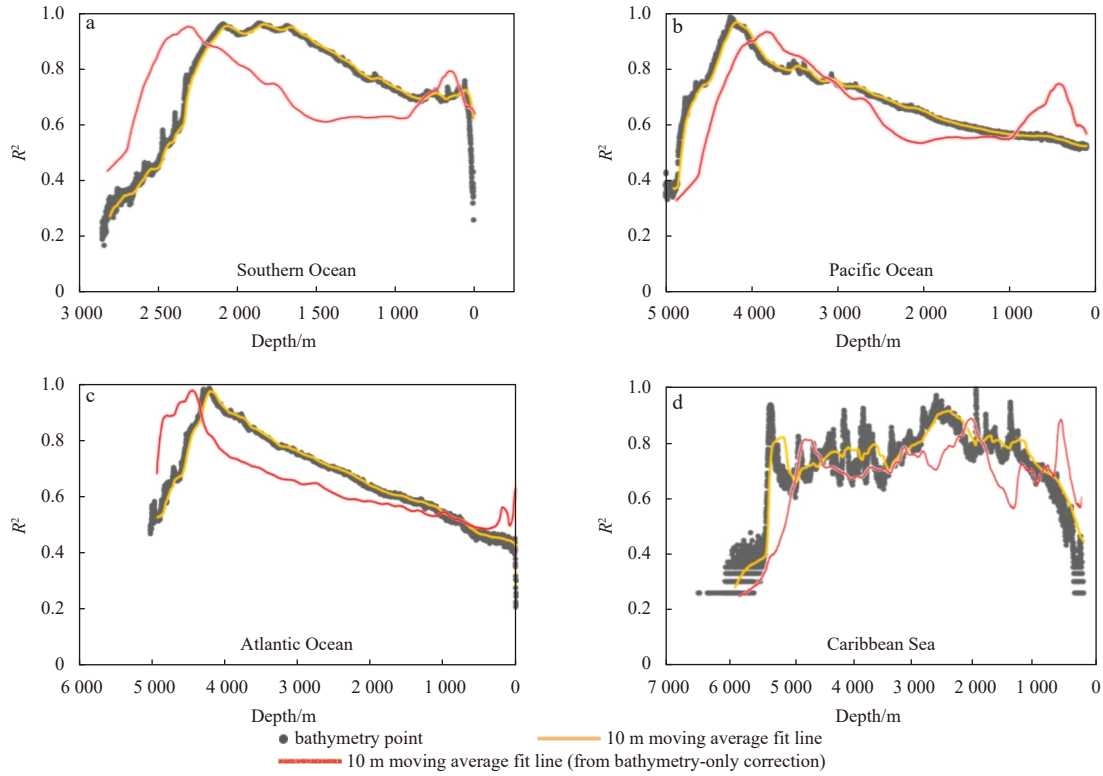 a
1.0
0.8
0.6
0.4
0.2
0
R²
Southern Ocean
3 000 2 500 2 000 1 500 1 000 500 0
Depth/m
b
1.0
0.8
0.6
0.4
0.2
0
R²
Pacific Ocean
5 000 4 000 3 000 2 000 1 000
Depth/m
c
1.0
0.8
0.6
0.4
0.2
0
R²
Atlantic Ocean
6 000 5 000 4 000 3 000 2 000 1 000 0
Depth/m
d
1.0
0.8
0.6
0.4
0.2
0
R²
Caribbean Sea
7 000 6 000 5 000 4 000 3 000 2 000 1 000 0
Depth/m
bathymetry point 10 m moving average fit line
10 m moving average fit line (from bathymetry-only correction)